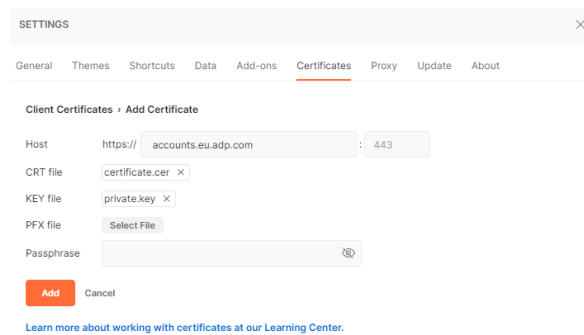 SETTINGS
General Themes Shortcuts Data Add-ons Certificates Proxy Update About
Client Certificates › Add Certificate
Host https:// accounts.eu.adp.com : 443
CRT file certificate.cer ×
KEY file private.key ×
PFX file Select File
Passphrase
Add Cancel
Learn more about working with certificates at our Learning Center.